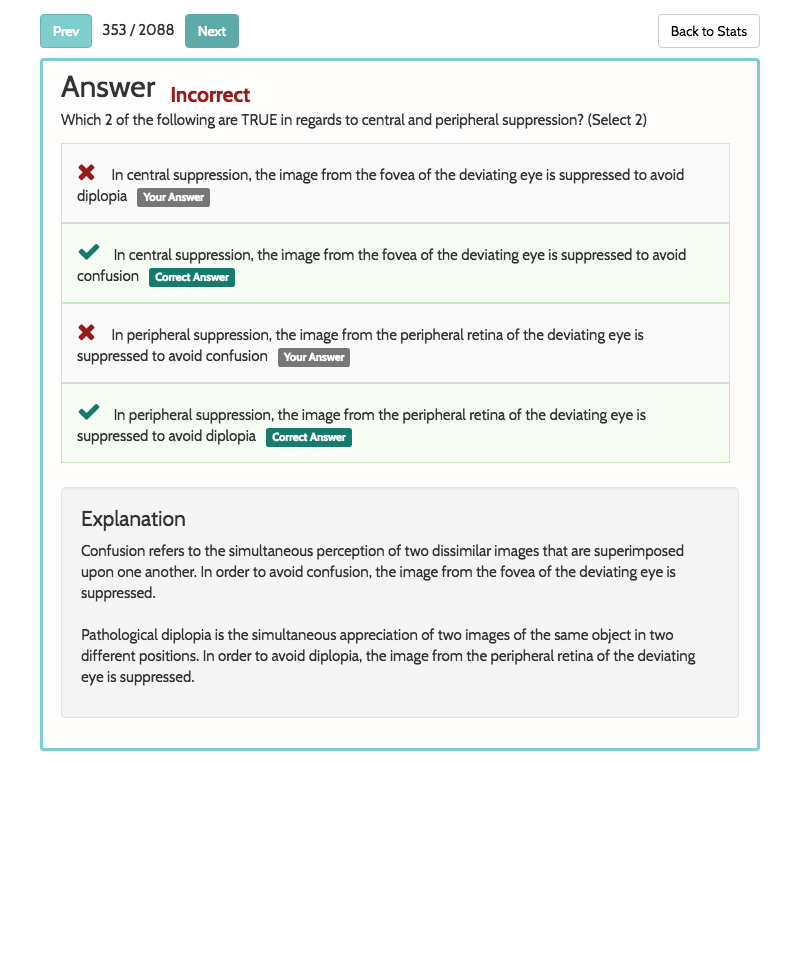 Prev 353 / 2088 Next Back to Stats
Answer Incorrect
Which 2 of the following are TRUE in regards to central and peripheral suppression? (Select 2)
In central suppression, the image from the fovea of the deviating eye is suppressed to avoid
diplopia Your Answer
In central suppression, the image from the fovea of the deviating eye is suppressed to avoid
confusion Correct Answer
In peripheral suppression, the image from the peripheral retina of the deviating eye is
suppressed to avoid confusion Your Answer
In peripheral suppression, the image from the peripheral retina of the deviating eye is
suppressed to avoid diplopia Correct Answer
Explanation
Confusion refers to the simultaneous perception of two dissimilar images that are superimposed
upon one another. In order to avoid confusion, the image from the fovea of the deviating eye is
suppressed.
Pathological diplopia is the simultaneous appreciation of two images of the same object in two
different positions. In order to avoid diplopia, the image from the peripheral retina of the deviating
eye is suppressed.